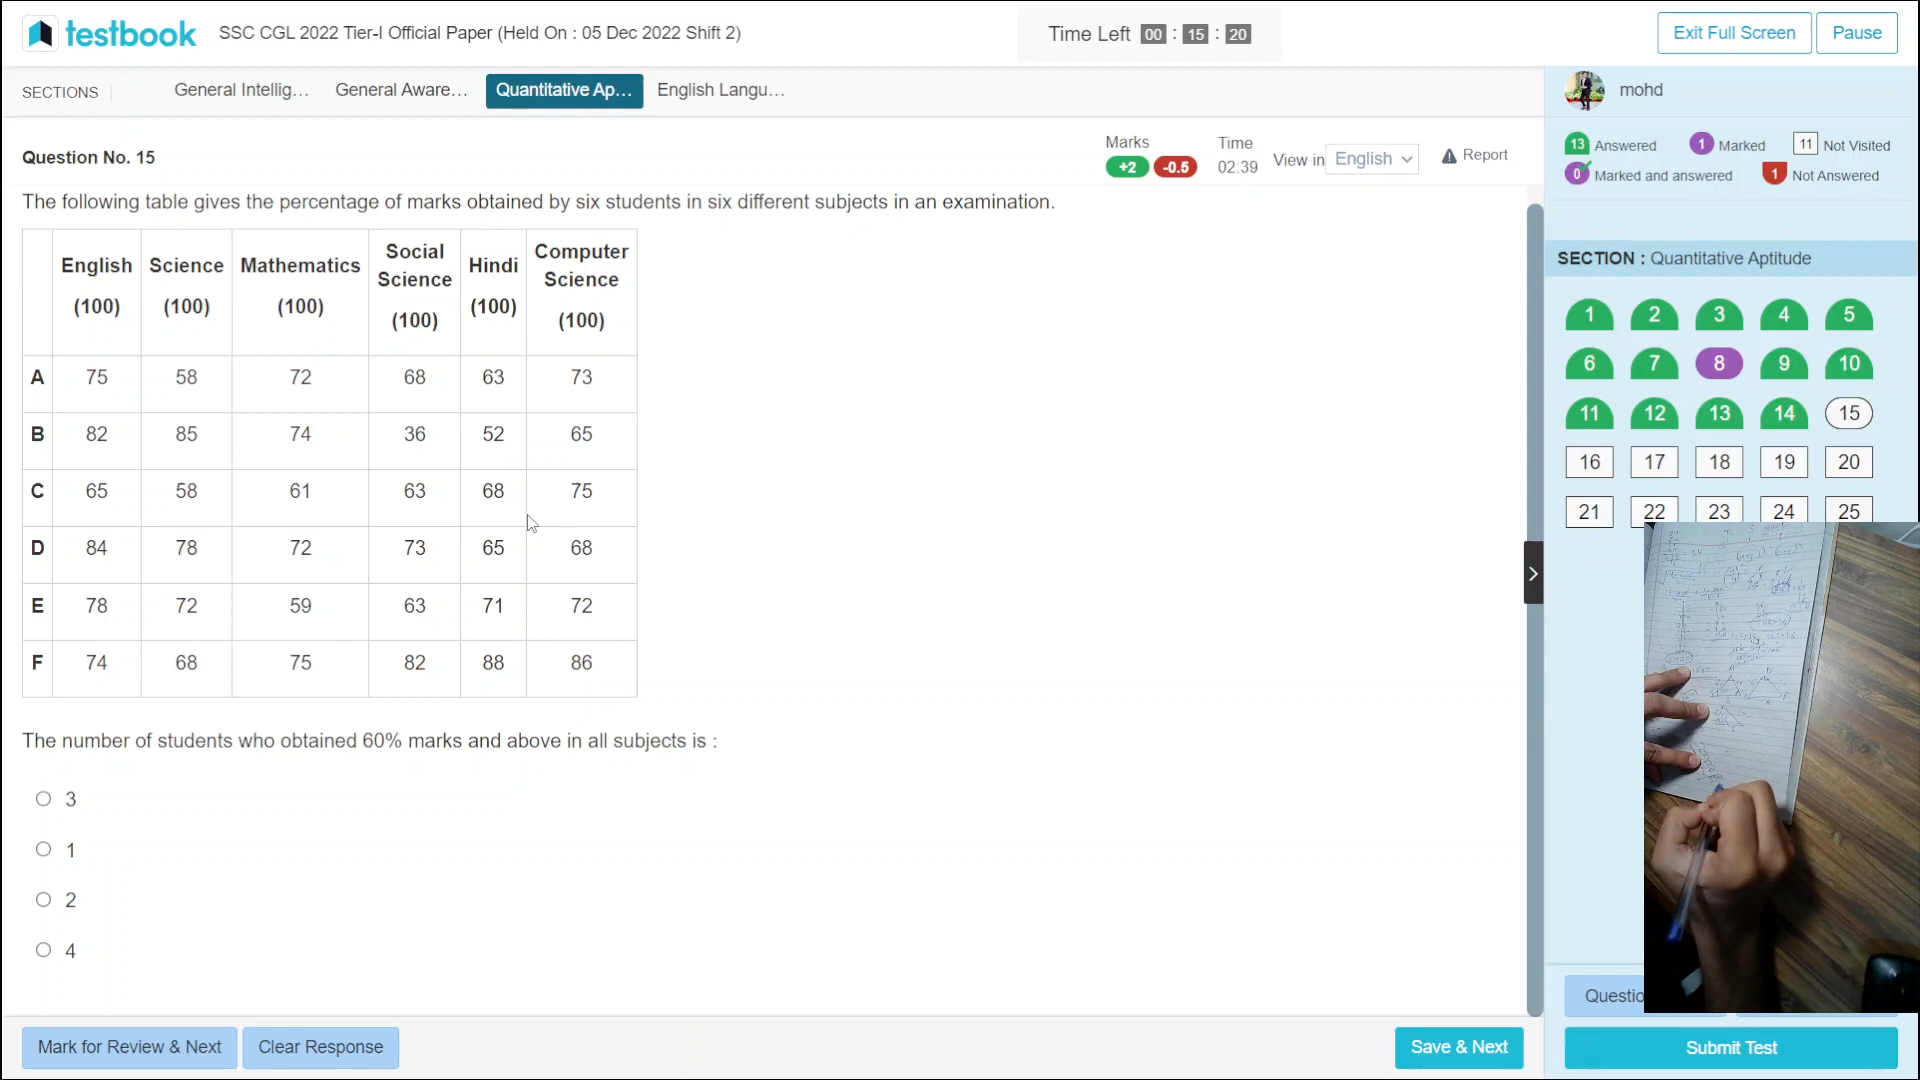 testbook
SSC CGL 2022 Tier-I Official Paper (Held On : 05 Dec 2022 Shift 2)
Time Left 00 : 15 : 20
Exit Full Screen
Pause
SECTIONS
General Intellig...
General Aware...
Quantitative Ap...
English Langu...
mohd
Question No. 15
Marks
+2 -0.5
Time
02:39
View in English
Report
13 Answered
1 Marked
11 Not Visited
0 Marked and answered
1 Not Answered
The following table gives the percentage of marks obtained by six students in six different subjects in an examination.
English (100) Science (100) Mathematics (100) Social Science (100) Hindi (100) Computer Science (100)
A 75 58 72 68 63 73
B 82 85 74 36 52 65
C 65 58 61 63 68 75
D 84 78 72 73 65 68
E 78 72 59 63 71 72
F 74 68 75 82 88 86
The number of students who obtained 60% marks and above in all subjects is :
3
1
2
4
SECTION : Quantitative Aptitude
1 2 3 4 5
6 7 8 9 10
11 12 13 14 15
16 17 18 19 20
21 22 23 24 25
Questio
Mark for Review & Next
Clear Response
Save & Next
Submit Test